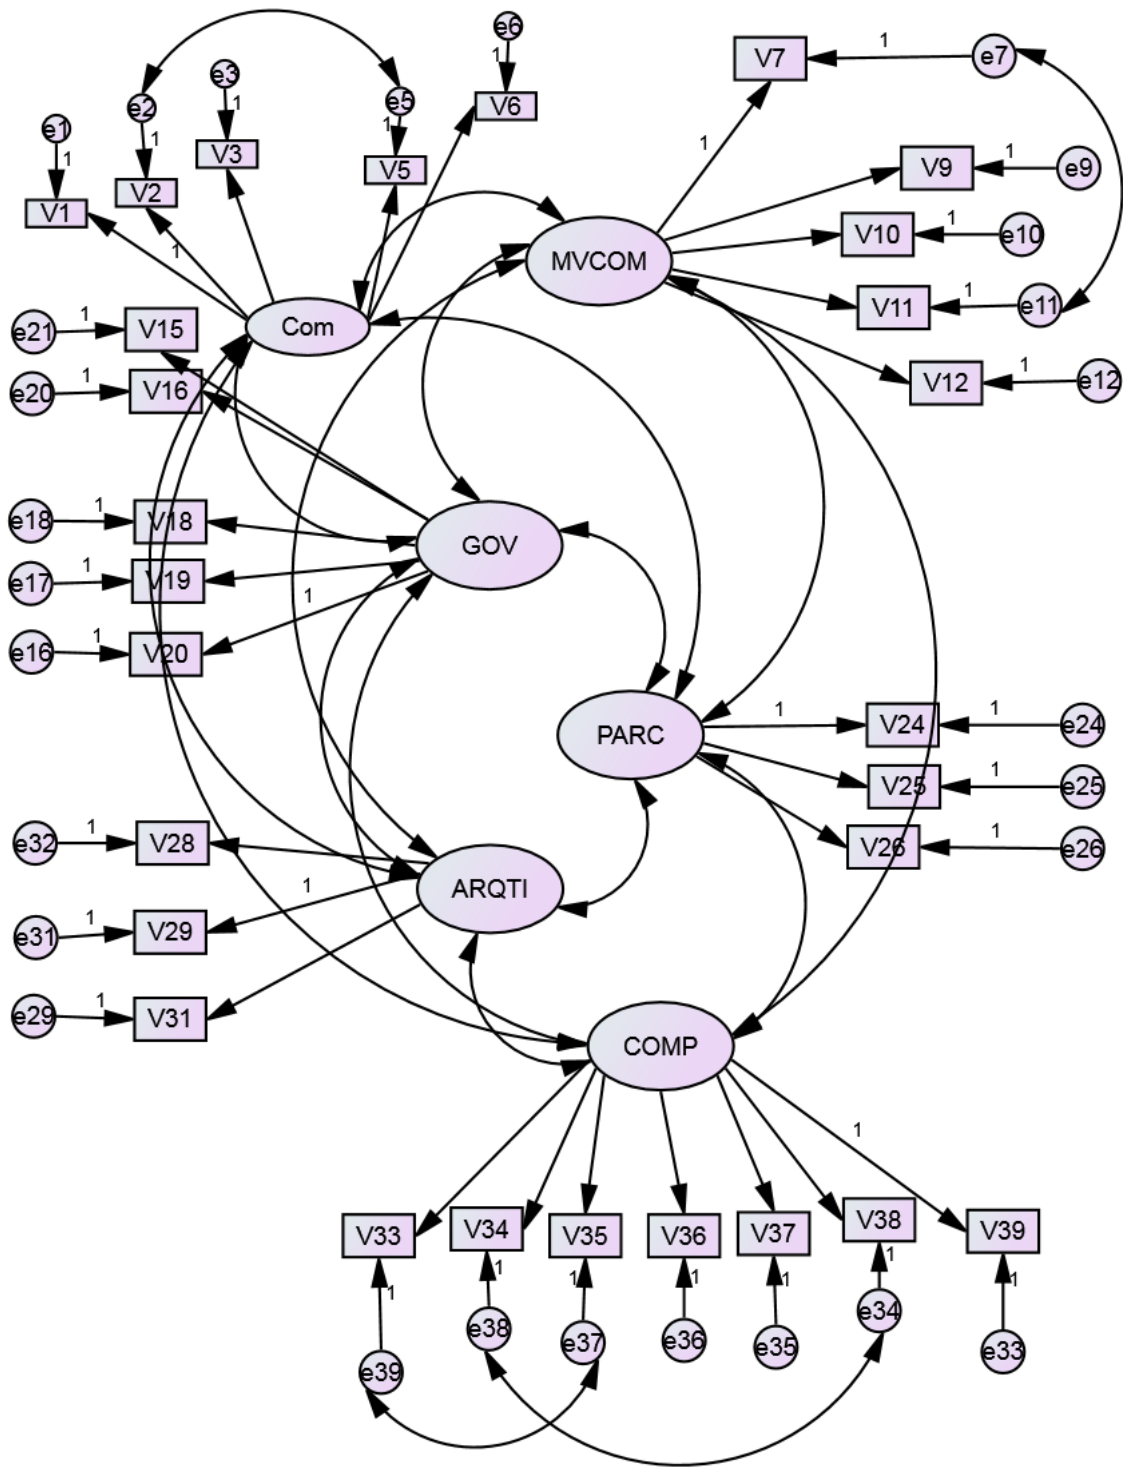 e6
1
V6
e3
1
V3
e2
1
V2
e5
1
V5
e1
1
V1
1
V7
1
e7
1
V9
1
e9
V10
1
e10
V11
1
e11
V12
1
e12
MVCOM
Com
e21
1
V15
e20
1
V16
e18
1
V18
e17
1
V19
e16
1
V20
1
GOV
PARC
1
V24
1
e24
V25
1
e25
V26
1
e26
e32
1
V28
e31
1
V29
1
e29
1
V31
ARQTI
COMP
1
V33
V34
V35
V36
V37
V38
V39
1
1
1
1
1
1
1
e39
e38
e37
e36
e35
e34
e33